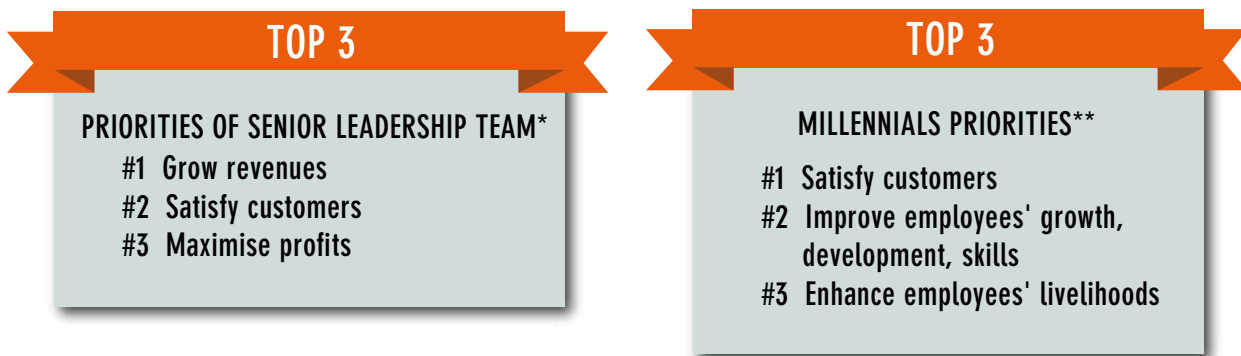 TOP 3
PRIORITIES OF SENIOR LEADERSHIP TEAM*
#1 Grow revenues
#2 Satisfy customers
#3 Maximise profits
TOP 3
MILLENNIALS PRIORITIES**
#1 Satisfy customers
#2 Improve employees' growth,
development, skills
#3 Enhance employees' livelihoods